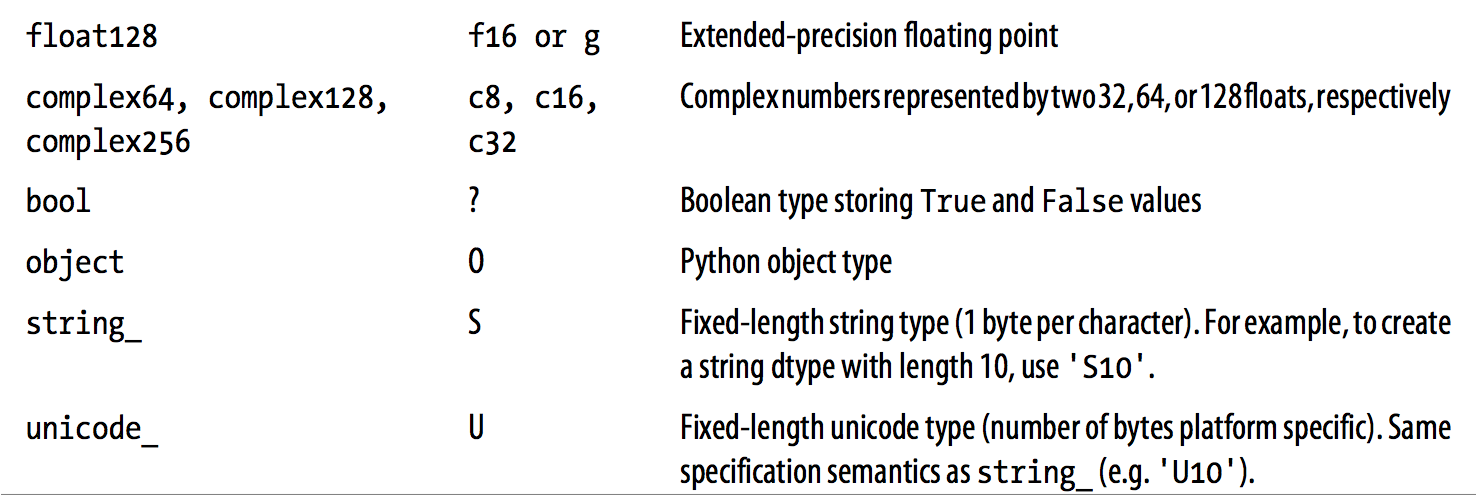 float128 f16 or g Extended-precision floating point
complex64, complex128, c8, c16, Complex numbers represented by two 32, 64, or 128 floats, respectively
complex256 c32
bool ? Boolean type storing True and False values
object O Python object type
string_ S Fixed-length string type (1 byte per character). For example, to create
a string dtype with length 10, use 'S10'.
unicode_ U Fixed-length unicode type (number of bytes platform specific). Same
specification semantics as string_ (e.g. 'U10').